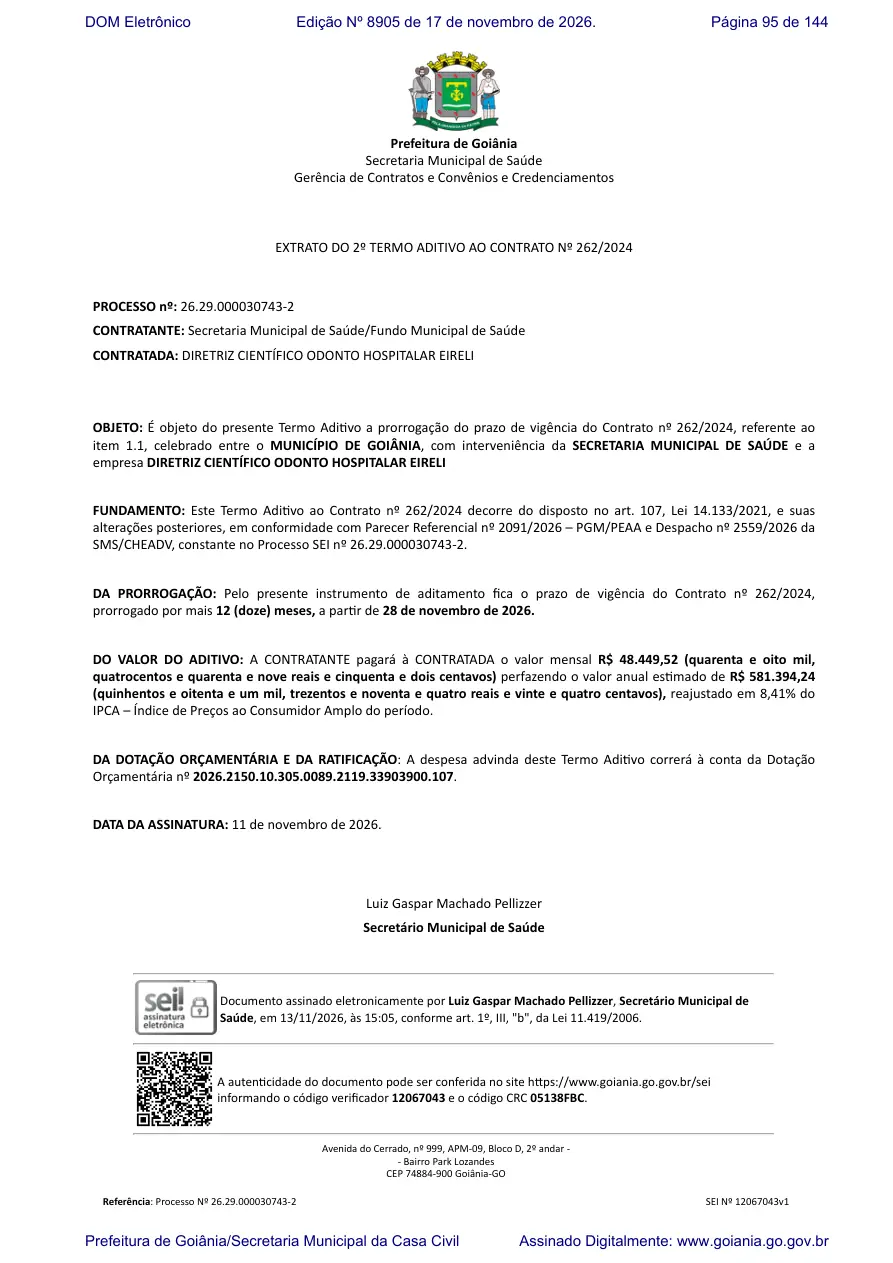 DOM Eletrônico Edição Nº 8905 de 17 de novembro de 2026. Página 95 de 144
Prefeitura de Goiânia
Secretaria Municipal de Saúde
Gerência de Contratos e Convênios e Credenciamentos
EXTRATO DO 2º TERMO ADITIVO AO CONTRATO Nº 262/2024
PROCESSO nº: 26.29.000030743-2
CONTRATANTE: Secretaria Municipal de Saúde/Fundo Municipal de Saúde
CONTRATADA: DIRETRIZ CIENTÍFICO ODONTO HOSPITALAR EIRELI
OBJETO: É objeto do presente Termo Aditivo a prorrogação do prazo de vigência do Contrato nº 262/2024, referente ao
item 1.1, celebrado entre o MUNICÍPIO DE GOIÂNIA, com interveniência da SECRETARIA MUNICIPAL DE SAÚDE e a
empresa DIRETRIZ CIENTÍFICO ODONTO HOSPITALAR EIRELI
FUNDAMENTO: Este Termo Aditivo ao Contrato nº 262/2024 decorre do disposto no art. 107, Lei 14.133/2021, e suas
alterações posteriores, em conformidade com Parecer Referencial nº 2091/2026 – PGM/PEAA e Despacho nº 2559/2026 da
SMS/CHEADV, constante no Processo SEI nº 26.29.000030743-2.
DA PRORROGAÇÃO: Pelo presente instrumento de aditamento fica o prazo de vigência do Contrato nº 262/2024,
prorrogado por mais 12 (doze) meses, a partir de 28 de novembro de 2026.
DO VALOR DO ADITIVO: A CONTRATANTE pagará à CONTRATADA o valor mensal R$ 48.449,52 (quarenta e oito mil,
quatrocentos e quarenta e nove reais e cinquenta e dois centavos) perfazendo o valor anual estimado de R$ 581.394,24
(quinhentos e oitenta e um mil, trezentos e noventa e quatro reais e vinte e quatro centavos), reajustado em 8,41% do
IPCA – Índice de Preços ao Consumidor Amplo do período.
DA DOTAÇÃO ORÇAMENTÁRIA E DA RATIFICAÇÃO: A despesa advinda deste Termo Aditivo correrá à conta da Dotação
Orçamentária nº 2026.2150.10.305.0089.2119.33903900.107.
DATA DA ASSINATURA: 11 de novembro de 2026.
Luiz Gaspar Machado Pellizzer
Secretário Municipal de Saúde
sei!
assinatura
eletrônica
Documento assinado eletronicamente por Luiz Gaspar Machado Pellizzer, Secretário Municipal de
Saúde, em 13/11/2026, às 15:05, conforme art. 1º, III, "b", da Lei 11.419/2006.
A autenticidade do documento pode ser conferida no site https://www.goiania.go.gov.br/sei
informando o código verificador 12067043 e o código CRC 05138FBC.
Avenida do Cerrado, nº 999, APM-09, Bloco D, 2º andar -
- Bairro Park Lozandes
CEP 74884-900 Goiânia-GO
Referência: Processo Nº 26.29.000030743-2 SEI Nº 12067043v1
Prefeitura de Goiânia/Secretaria Municipal da Casa Civil Assinado Digitalmente: www.goiania.go.gov.br